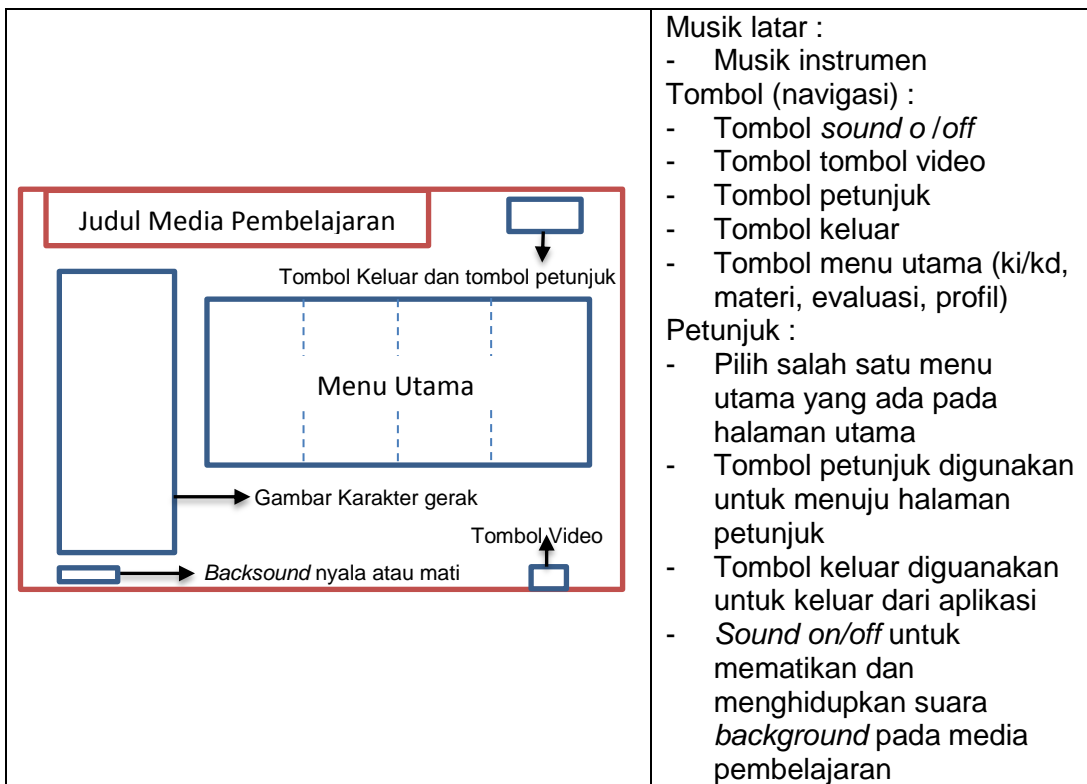 Judul Media Pembelajaran
Tombol Keluar dan tombol petunjuk
Menu Utama
Gambar Karakter gerak
Tombol Video
Backsound nyala atau mati
Musik latar :
- Musik instrumen
Tombol (navigasi) :
- Tombol sound o /off
- Tombol tombol video
- Tombol petunjuk
- Tombol keluar
- Tombol menu utama (ki/kd,
materi, evaluasi, profil)
Petunjuk :
- Pilih salah satu menu
utama yang ada pada
halaman utama
- Tombol petunjuk digunakan
untuk menuju halaman
petunjuk
- Tombol keluar diguanakan
untuk keluar dari aplikasi
- Sound on/off untuk
mematikan dan
menghidupkan suara
background pada media
pembelajaran